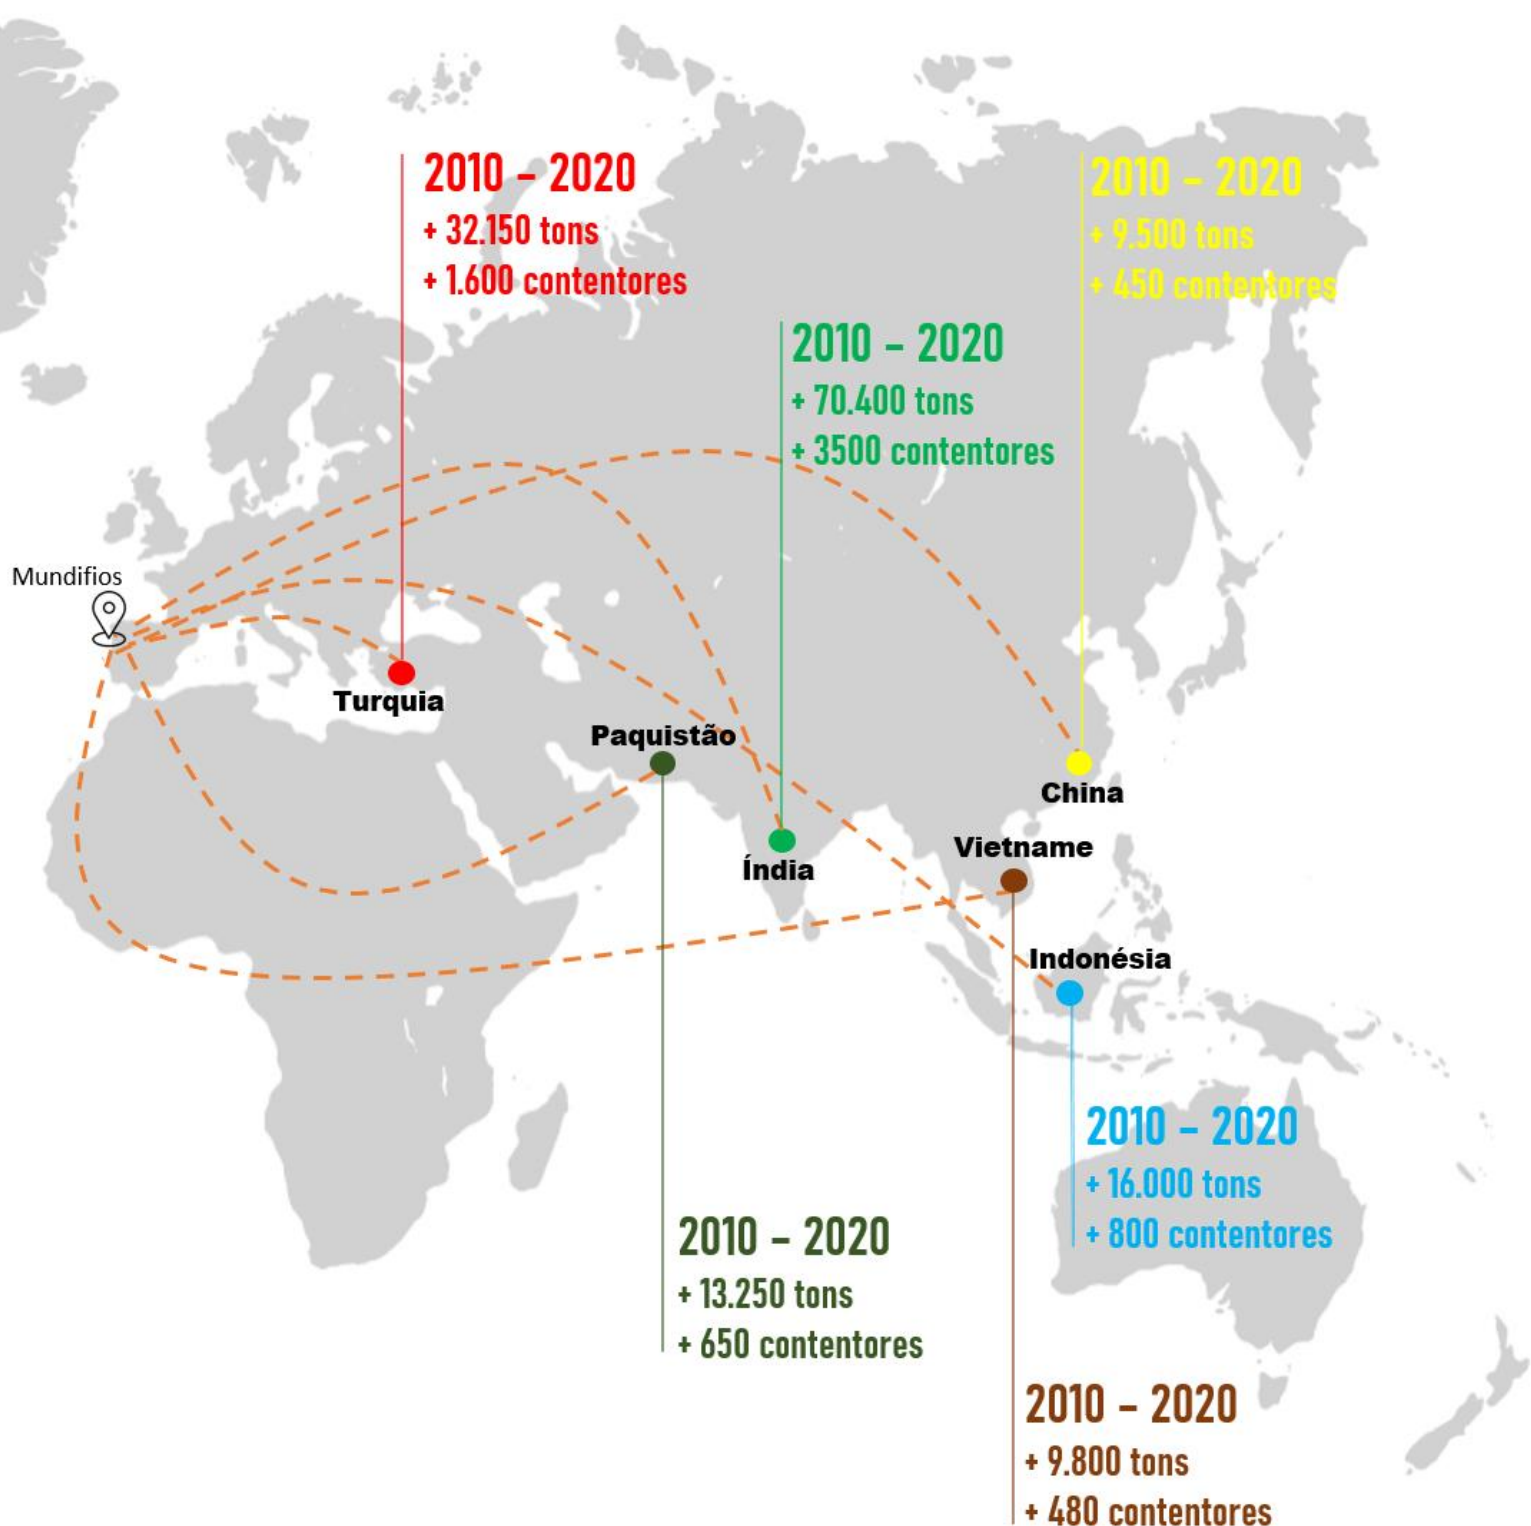 2010 – 2020
+ 32.150 tons
+ 1.600 contentores
2010 – 2020
+ 9.500 tons
+ 450 contentores
2010 – 2020
+ 70.400 tons
+ 3500 contentores
Mundifios
Turquia
Paquistão
China
Vietname
Índia
Indonésia
2010 – 2020
+ 16.000 tons
+ 800 contentores
2010 – 2020
+ 13.250 tons
+ 650 contentores
2010 – 2020
+ 9.800 tons
+ 480 contentores